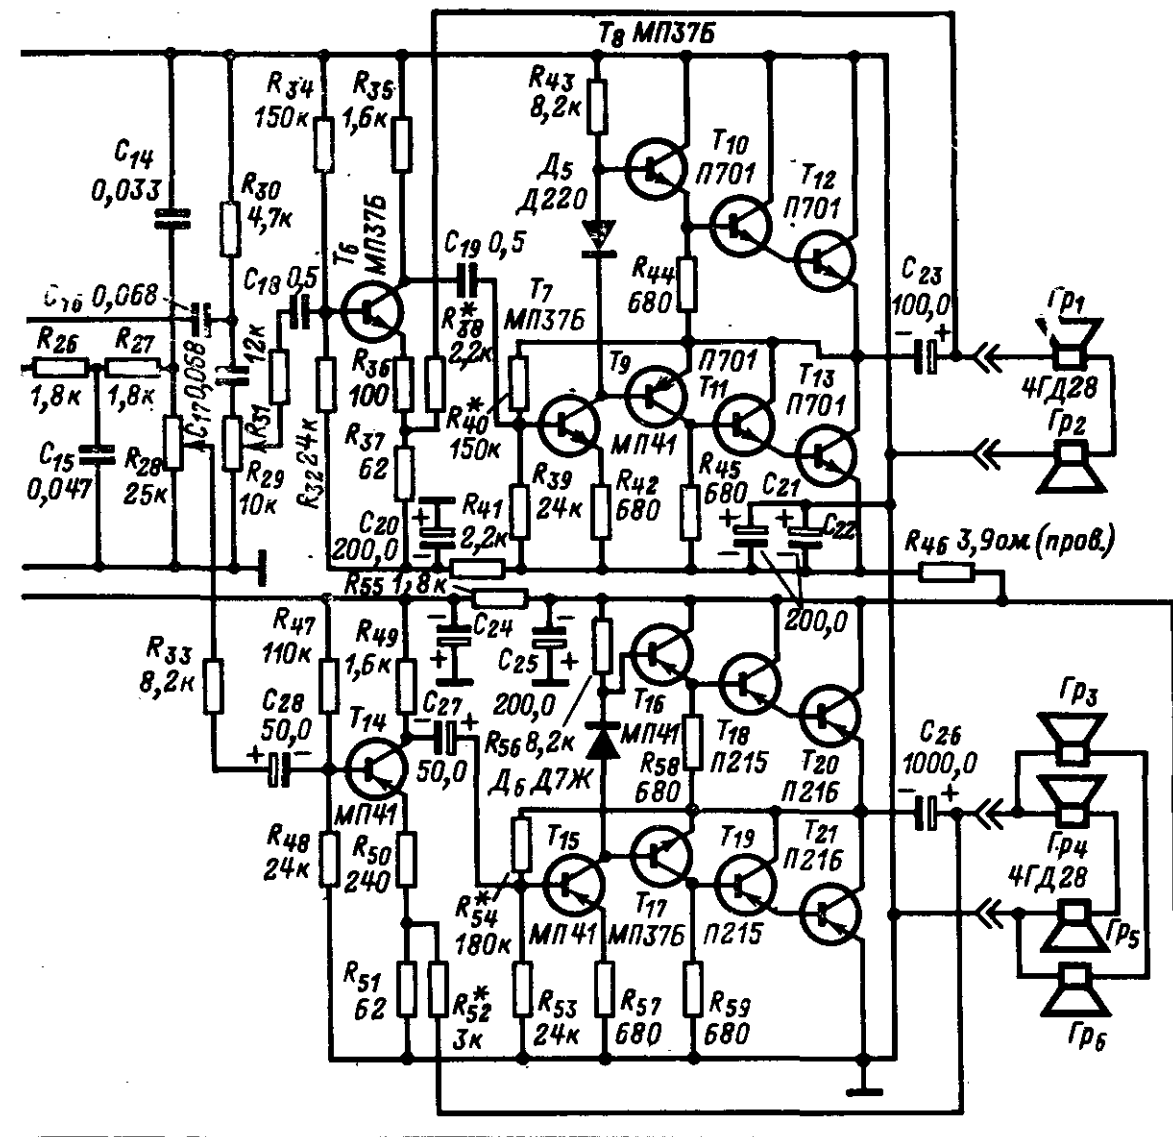 T8 МП37Б
R34
150к
R35
1,6к
R43
8,2к
C14
0,033
R30
4,7к
Д5
Д220
T10
П701
T12
П701
T6
МП37Б
C19 0,5
C18 0,5
R44
680
C23
100,0
Гр1
C16 0,068
R26
1,8к
R27
1,8к
C17 0,068
12к
R31
T7
МП37Б
R*38
2,2к
R36
100
T9
П701
T11
T13
П701
4ГД28
Гр2
R*40
150к
МП41
R37
62
C15
0,047
R28
25к
R29
10к
R32 24к
R39
24к
R42
680
R45
680
C21
C22
C20
200,0
R41
2,2к
R46 3,9ом (пров.)
R55 1,8к
200,0
R47
110к
R49
1,6к
C24
C25
200,0
R33
8,2к
C28
50,0
T14
МП41
C27
50,0
R56 8,2к
Д6 Д7Ж
T16
МП41
T18
П215
T20
П216
R58
680
C26
1000,0
Гр3
Гр4
4ГД28
Гр5
Гр6
R48
24к
R50
240
T15
МП41
T17
МП37Б
T19
П215
T21
П216
R*54
180к
R51
62
R*52
3к
R53
24к
R57
680
R59
680